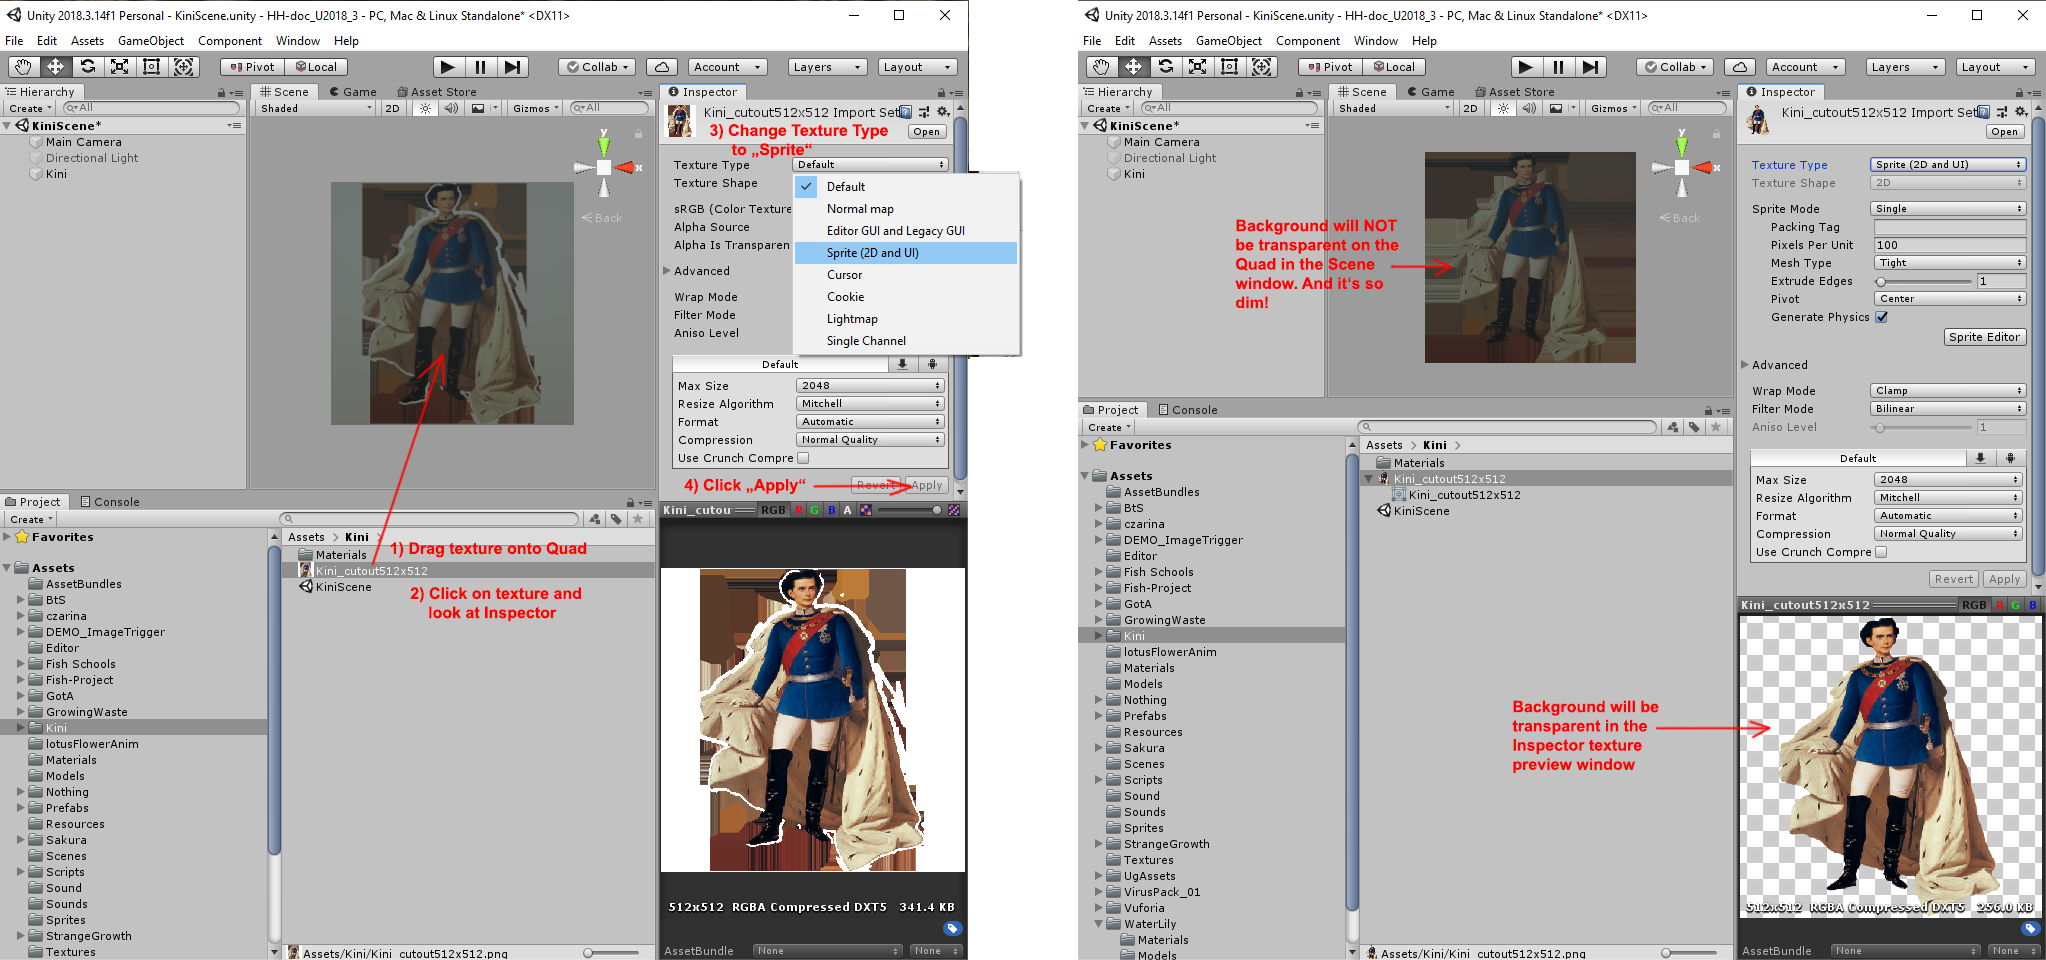 Unity 2018.3.14f1 Personal - KiniScene.unity - HH-doc_U2018_3 - PC, Mac & Linux Standalone* <DX11>
File Edit Assets GameObject Component Window Help
Pivot Local Collab Account Layers Layout
Hierarchy
Create All
KiniScene*
Main Camera
Directional Light
Kini
Scene Game Asset Store
Shaded 2D Gizmos All
y
x
Back
Inspector
Kini_cutout512x512 Import Set
Open
3) Change Texture Type
to „Sprite“
Texture Type Default
Texture Shape
sRGB (Color Texture
Alpha Source
Alpha Is Transparen
Advanced
Wrap Mode
Filter Mode
Aniso Level
Default
Normal map
Editor GUI and Legacy GUI
Sprite (2D and UI)
Cursor
Cookie
Lightmap
Single Channel
Default
Max Size 2048
Resize Algorithm Mitchell
Format Automatic
Compression Normal Quality
Use Crunch Compre
4) Click „Apply“
Revert Apply
Project Console
Create
Favorites
Assets
AssetBundles
BtS
czarina
DEMO_ImageTrigger
Editor
Fish Schools
Fish-Project
GotA
GrowingWaste
Kini
lotusFlowerAnim
Materials
Models
Nothing
Prefabs
Resources
Sakura
Scenes
Scripts
Sound
Sounds
Sprites
StrangeGrowth
Textures
Assets > Kini >
Materials
Kini_cutout512x512
KiniScene
1) Drag texture onto Quad
2) Click on texture and
look at Inspector
Assets/Kini/Kini_cutout512x512.png
Kini_cutou RGB R G B A
512x512 RGBA Compressed DXT5 341.4 KB
AssetBundle None None
Unity 2018.3.14f1 Personal - KiniScene.unity - HH-doc_U2018_3 - PC, Mac & Linux Standalone* <DX11>
File Edit Assets GameObject Component Window Help
Pivot Local Collab Account Layers Layout
Hierarchy
Create All
KiniScene*
Main Camera
Directional Light
Kini
Scene Game Asset Store
Shaded 2D Gizmos All
y
x
Back
Background will NOT
be transparent on the
Quad in the Scene
window. And it's so
dim!
Inspector
Kini_cutout512x512 Import Set
Open
Texture Type Sprite (2D and UI)
Texture Shape 2D
Sprite Mode Single
Packing Tag
Pixels Per Unit 100
Mesh Type Tight
Extrude Edges 1
Pivot Center
Generate Physics
Sprite Editor
Advanced
Wrap Mode Clamp
Filter Mode Bilinear
Aniso Level 1
Default
Max Size 2048
Resize Algorithm Mitchell
Format Automatic
Compression Normal Quality
Use Crunch Compre
Revert Apply
Project Console
Create
Favorites
Assets
AssetBundles
BtS
czarina
DEMO_ImageTrigger
Editor
Fish Schools
Fish-Project
GotA
GrowingWaste
Kini
lotusFlowerAnim
Materials
Models
Nothing
Prefabs
Resources
Sakura
Scenes
Scripts
Sound
Sounds
Sprites
StrangeGrowth
Textures
UgAssets
VirusPack_01
Vuforia
WaterLily
Materials
Models
Assets > Kini >
Materials
Kini_cutout512x512
Kini_cutout512x512
KiniScene
Background will be
transparent in the
Inspector texture
preview window
Assets/Kini/Kini_cutout512x512.png
Kini_cutout512x512 RGB R G B
512x512 RGBA Compressed DXT5 256.0 KB
AssetBundle None None